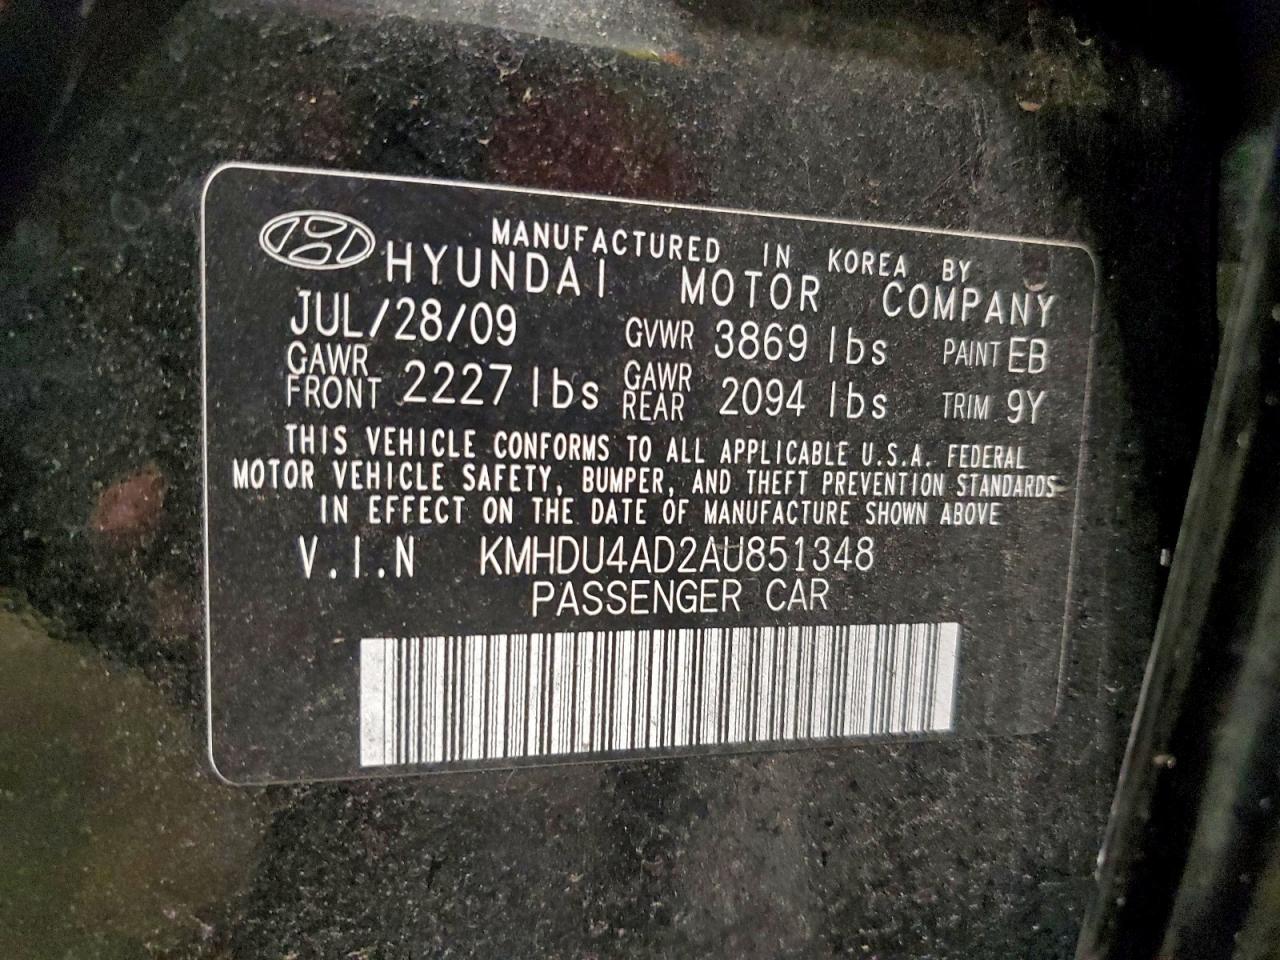 MANUFACTURED IN KOREA BY
HYUNDAI MOTOR COMPANY
JUL/28/09 GVWR 3869 lbs PAINT EB
GAWR FRONT 2227 lbs GAWR REAR 2094 lbs TRIM 9Y
THIS VEHICLE CONFORMS TO ALL APPLICABLE U.S.A. FEDERAL
MOTOR VEHICLE SAFETY, BUMPER, AND THEFT PREVENTION STANDARDS
IN EFFECT ON THE DATE OF MANUFACTURE SHOWN ABOVE
V.I.N KMHDU4AD2AU851348
PASSENGER CAR